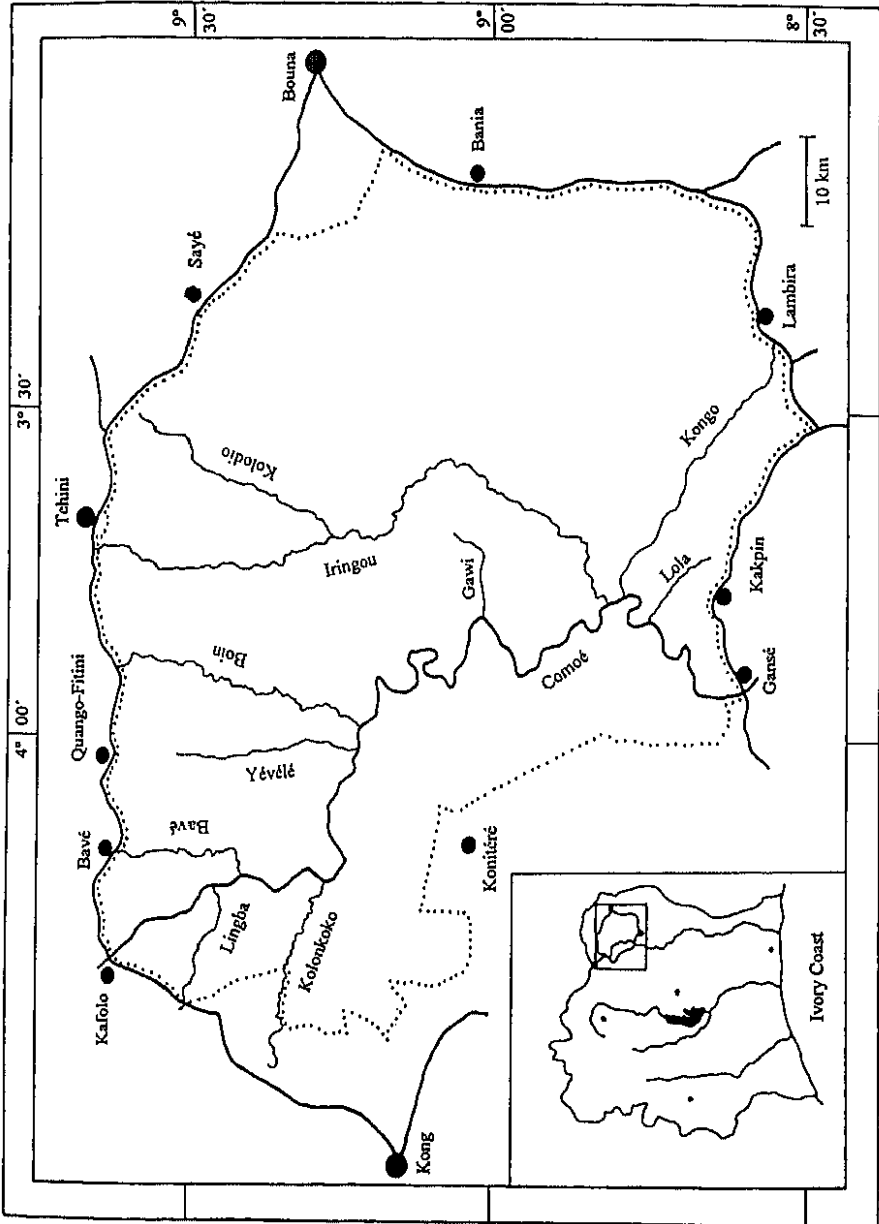 4° 00´
3° 30´
Kafolo
Bavé
Quango-Fitini
Tehini
Sayé
9° 30´
Bavé
Boin
Lingba
Yévélé
Kolodio
Kolonkoko
Iringou
Bouna
Kong
Gawi
Konitéré
Bania
9° 00´
Comoé
Lola
Kongo
Gansé
Kakpin
Lambira
10 km
8° 30´
Ivory Coast